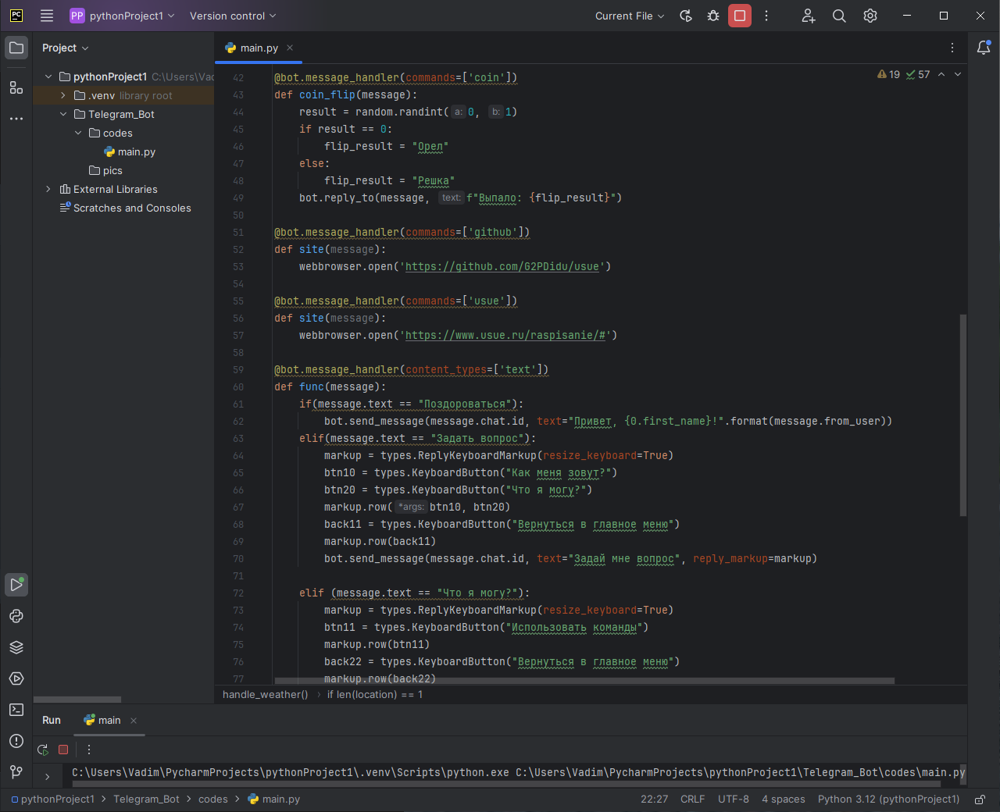 PC
PP pythonProject1
Version control
Current File
Project
main.py
pythonProject1 C:\Users\Vad
.venv library root
Telegram_Bot
codes
main.py
pics
External Libraries
Scratches and Consoles
19 57
42 @bot.message_handler(commands=['coin'])
43 def coin_flip(message):
44 result = random.randint( a: 0, b: 1)
45 if result == 0:
46 flip_result = "Орел"
47 else:
48 flip_result = "Решка"
49 bot.reply_to(message, text: f"Выпало: {flip_result}")
50
51 @bot.message_handler(commands=['github'])
52 def site(message):
53 webbrowser.open('https://github.com/G2PDidu/usue')
54
55 @bot.message_handler(commands=['usue'])
56 def site(message):
57 webbrowser.open('https://www.usue.ru/raspisanie/#')
58
59 @bot.message_handler(content_types=['text'])
60 def func(message):
61 if(message.text == "Поздороваться"):
62 bot.send_message(message.chat.id, text="Привет, {0.first_name}!".format(message.from_user))
63 elif(message.text == "Задать вопрос"):
64 markup = types.ReplyKeyboardMarkup(resize_keyboard=True)
65 btn10 = types.KeyboardButton("Как меня зовут?")
66 btn20 = types.KeyboardButton("Что я могу?")
67 markup.row( *args: btn10, btn20)
68 back11 = types.KeyboardButton("Вернуться в главное меню")
69 markup.row(back11)
70 bot.send_message(message.chat.id, text="Задай мне вопрос", reply_markup=markup)
71
72 elif (message.text == "Что я могу?"):
73 markup = types.ReplyKeyboardMarkup(resize_keyboard=True)
74 btn11 = types.KeyboardButton("Использовать команды")
75 markup.row(btn11)
76 back22 = types.KeyboardButton("Вернуться в главное меню")
77 markup.row(back22)
handle_weather() › if len(location) == 1
Run
main
C:\Users\Vadim\PycharmProjects\pythonProject1\.venv\Scripts\python.exe C:\Users\Vadim\PycharmProjects\pythonProject1\Telegram_Bot\codes\main.py
pythonProject1 › Telegram_Bot › codes › main.py
22:27 CRLF UTF-8 4 spaces Python 3.12 (pythonProject1)